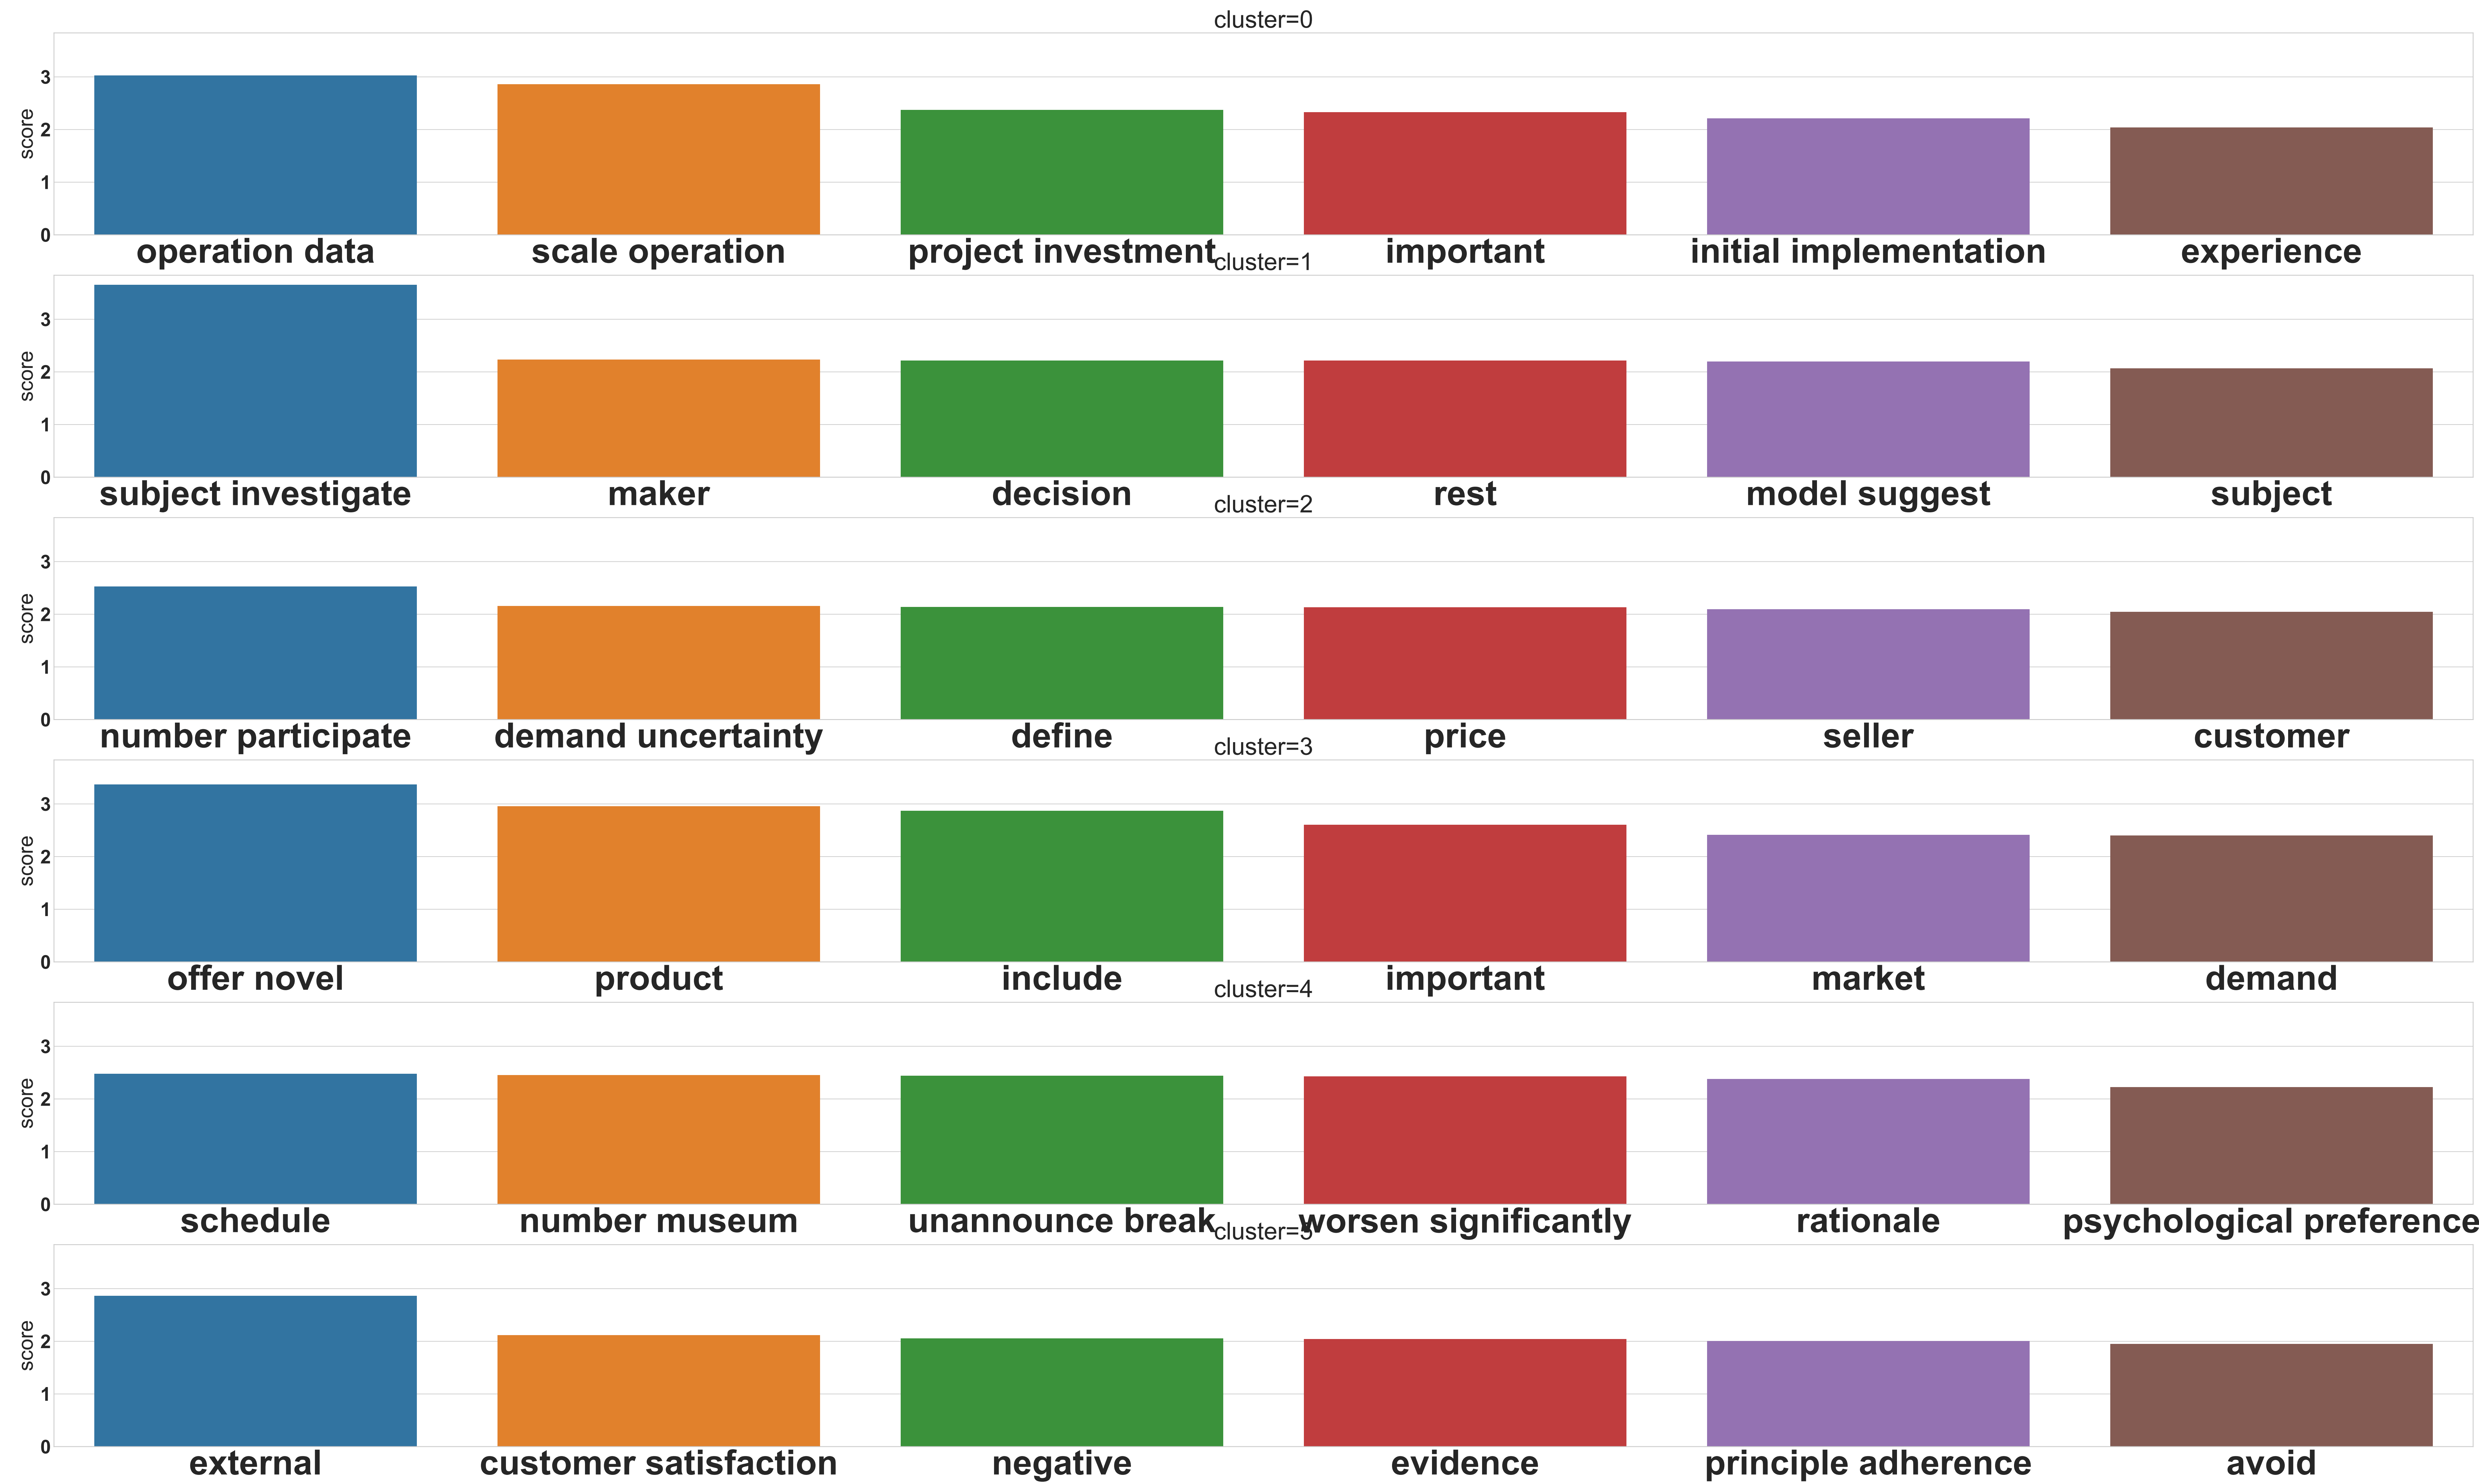 cluster=0
score
3
2
1
0
operation data scale operation project investment important initial implementation experience
cluster=1
score
3
2
1
0
subject investigate maker decision rest model suggest subject
cluster=2
score
3
2
1
0
number participate demand uncertainty define price seller customer
cluster=3
score
3
2
1
0
offer novel product include important market demand
cluster=4
score
3
2
1
0
schedule number museum unannounce break worsen significantly rationale psychological preference
cluster=5
score
3
2
1
0
external customer satisfaction negative evidence principle adherence avoid